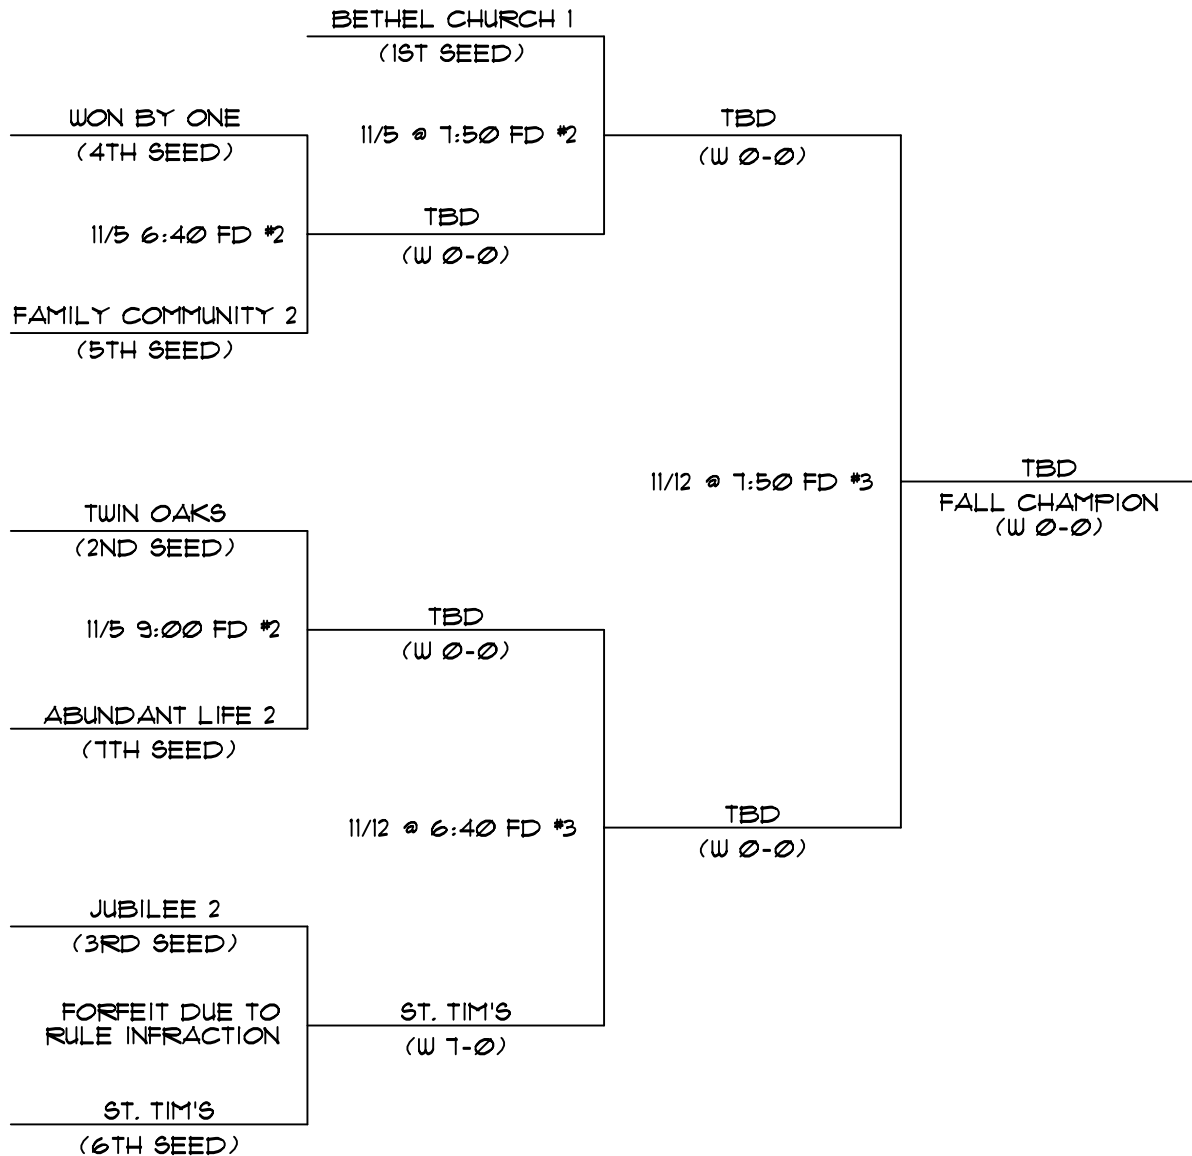 BETHEL CHURCH 1
(1ST SEED)
WON BY ONE
(4TH SEED)
11/5 @ 7:50 FD #2
TBD
(W 0-0)
11/5 6:40 FD #2
TBD
(W 0-0)
FAMILY COMMUNITY 2
(5TH SEED)
11/12 @ 7:50 FD #3
TBD
FALL CHAMPION
(W 0-0)
TWIN OAKS
(2ND SEED)
11/5 9:00 FD #2
TBD
(W 0-0)
ABUNDANT LIFE 2
(7TH SEED)
11/12 @ 6:40 FD #3
TBD
(W 0-0)
JUBILEE 2
(3RD SEED)
FORFEIT DUE TO
RULE INFRACTION
ST. TIM'S
(W 7-0)
ST. TIM'S
(6TH SEED)